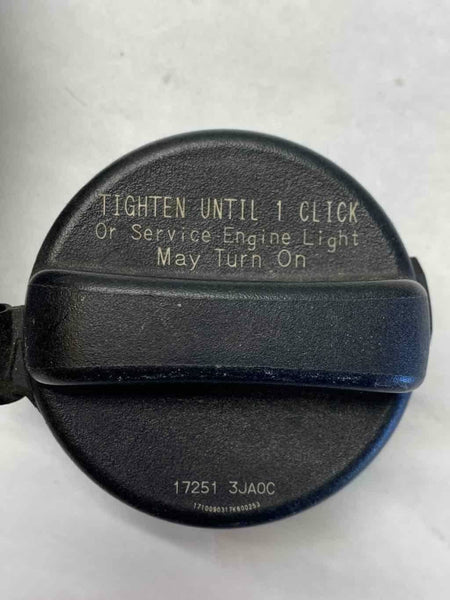 TIGHTEN UNTIL 1 CLICK
Or Service Engine Light
May Turn On
17251 3JA0C